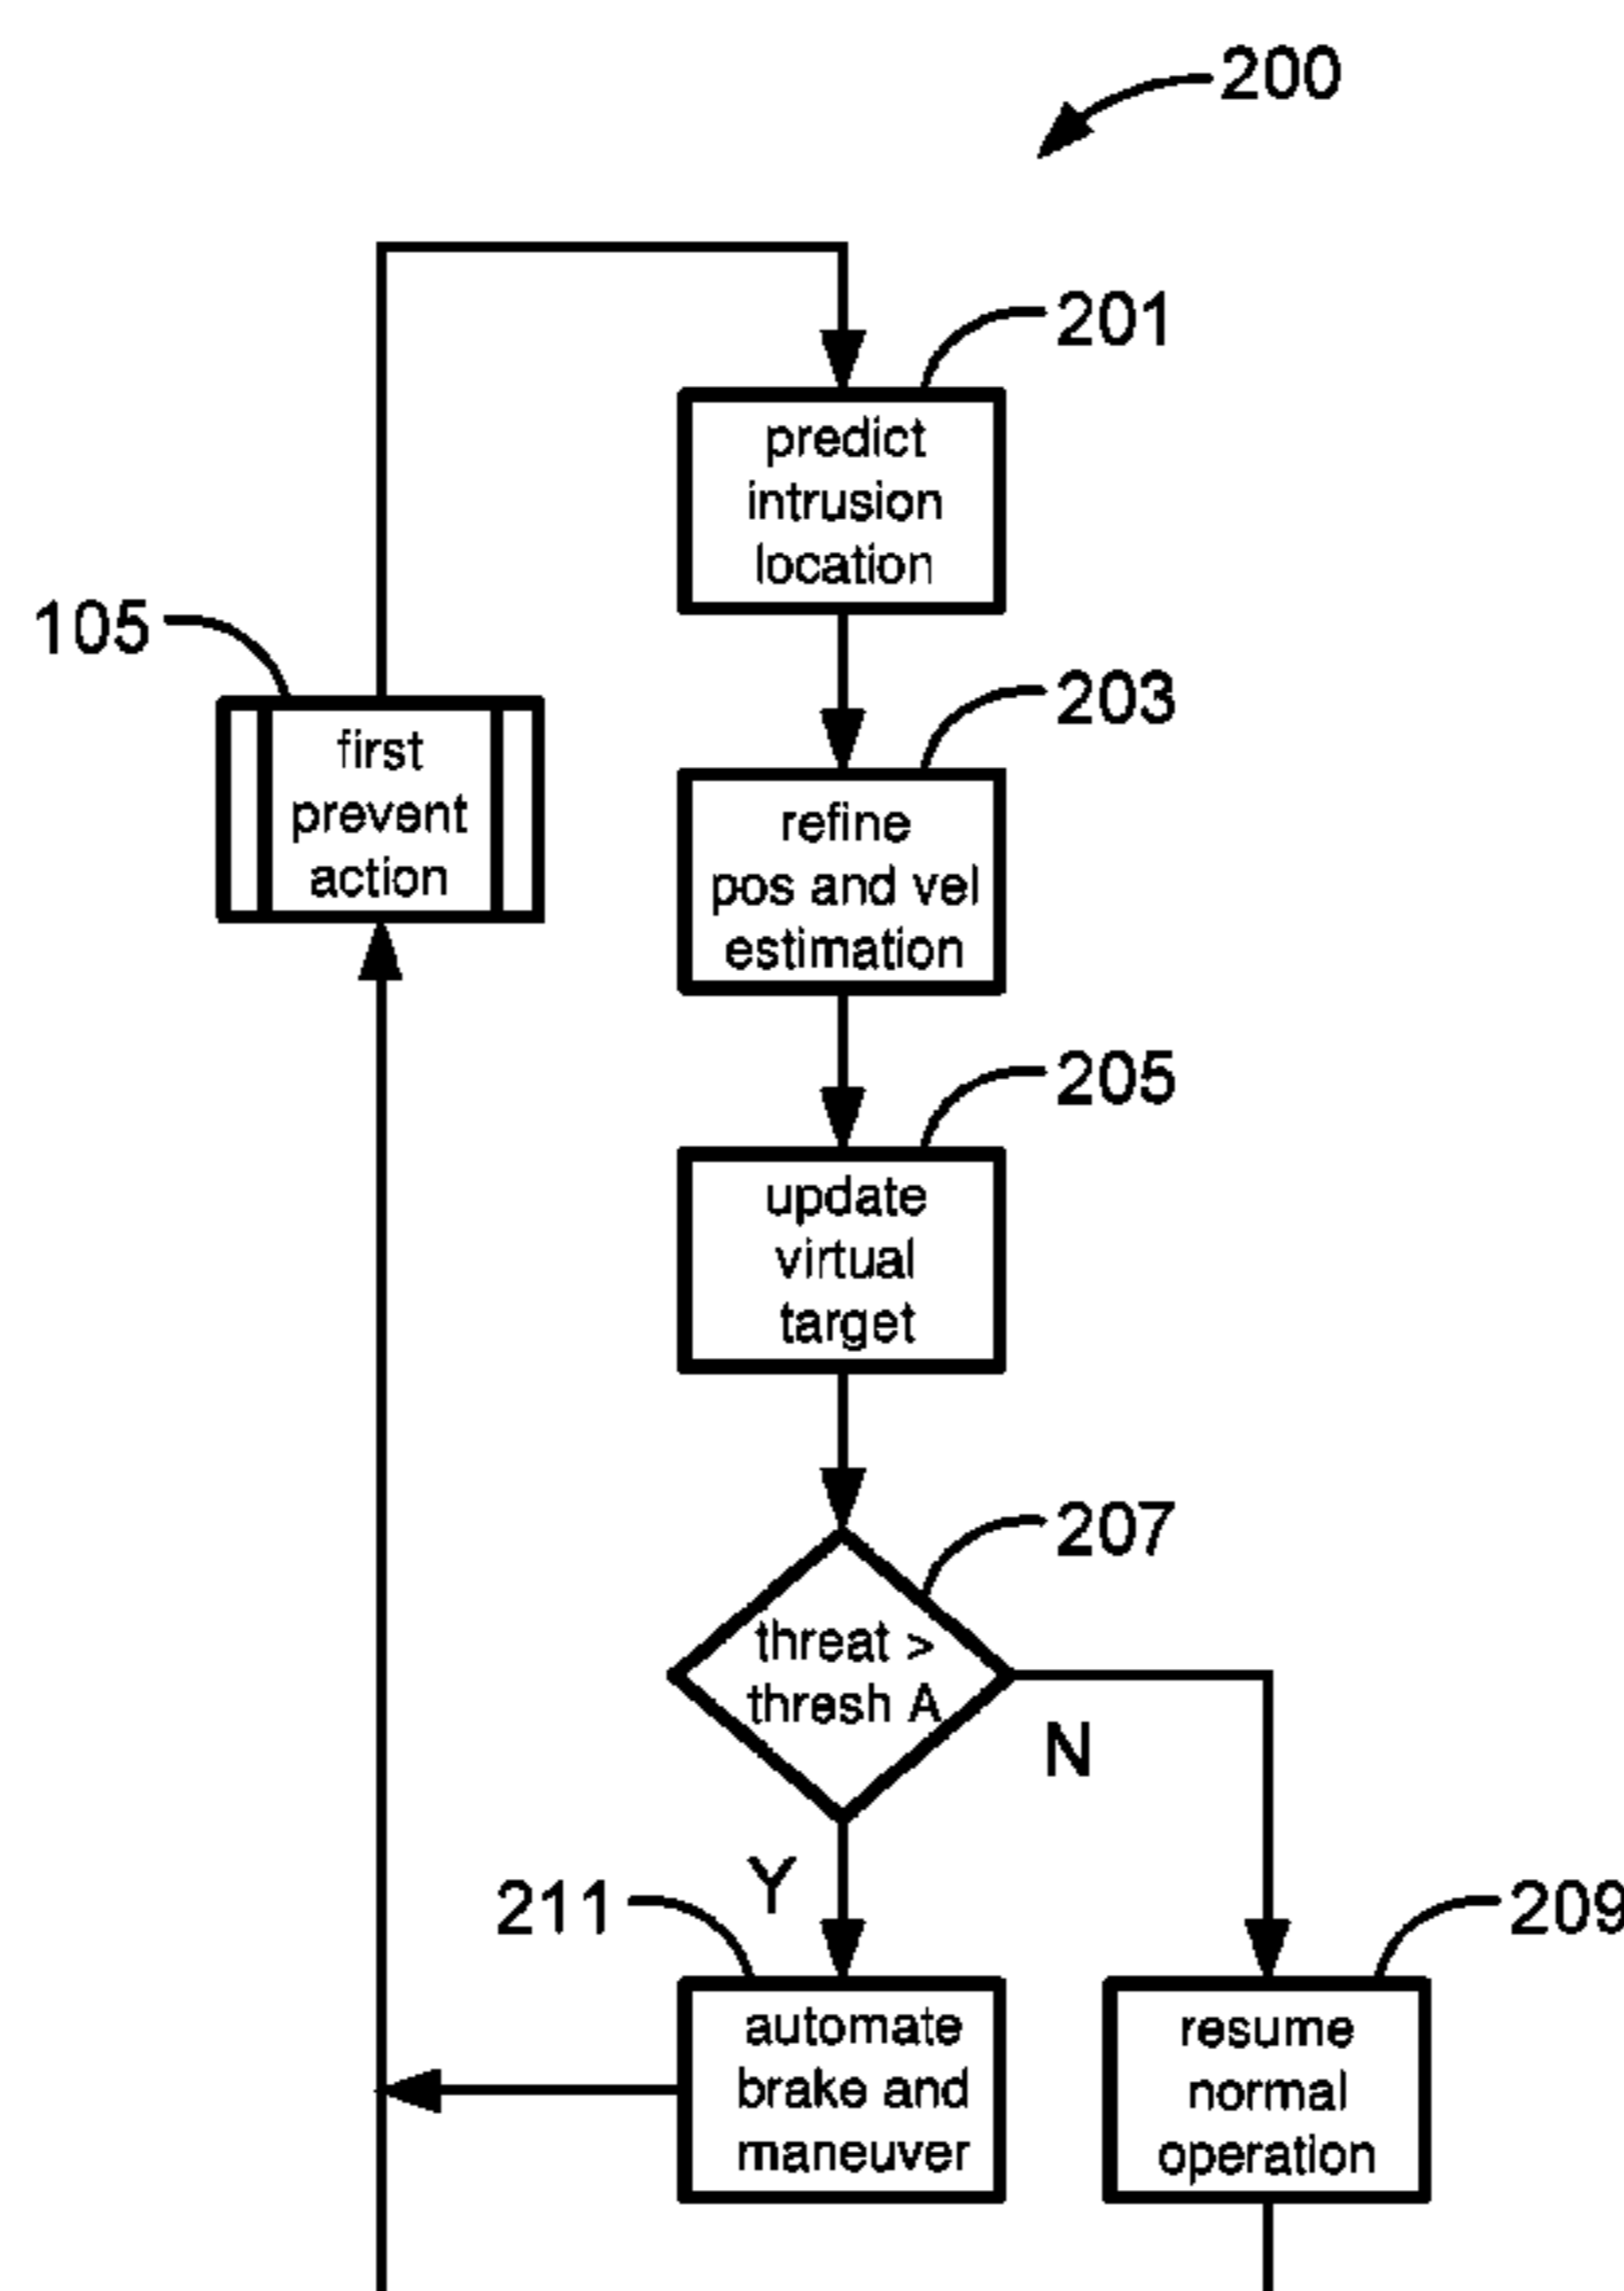 200
201
predict
intrusion
location
105
first
prevent
action
203
refine
pos and vel
estimation
205
update
virtual
target
207
threat >
thresh A
N
Y
211
automate
brake and
maneuver
209
resume
normal
operation